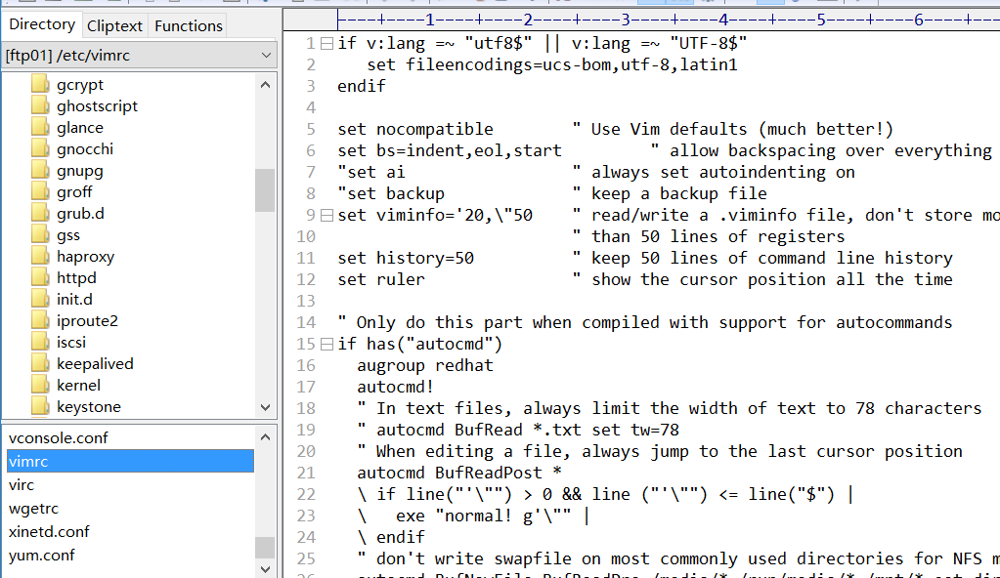 Directory Cliptext Functions
[ftp01] /etc/vimrc
gcrypt
ghostscript
glance
gnocchi
gnupg
groff
grub.d
gss
haproxy
httpd
init.d
iproute2
iscsi
keepalived
kernel
keystone
vconsole.conf
vimrc
virc
wgetrc
xinetd.conf
yum.conf
----+----1----+----2----+----3----+----4----+----5----+----6----+--
1 if v:lang =~ "utf8$" || v:lang =~ "UTF-8$"
2 set fileencodings=ucs-bom,utf-8,latin1
3 endif
4
5 set nocompatible " Use Vim defaults (much better!)
6 set bs=indent,eol,start " allow backspacing over everything
7 "set ai " always set autoindenting on
8 "set backup " keep a backup file
9 set viminfo='20,\"50 " read/write a .viminfo file, don't store mo
10 " than 50 lines of registers
11 set history=50 " keep 50 lines of command line history
12 set ruler " show the cursor position all the time
13
14 " Only do this part when compiled with support for autocommands
15 if has("autocmd")
16 augroup redhat
17 autocmd!
18 " In text files, always limit the width of text to 78 characters
19 " autocmd BufRead *.txt set tw=78
20 " When editing a file, always jump to the last cursor position
21 autocmd BufReadPost *
22 \ if line("'\"") > 0 && line ("'\"") <= line("$") |
23 \ exe "normal! g'\"" |
24 \ endif
25 " don't write swapfile on most commonly used directories for NFS m